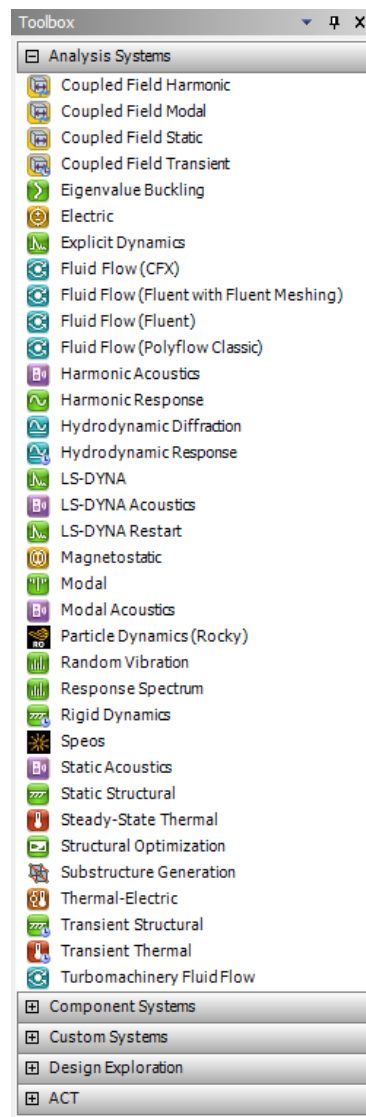 Toolbox
Analysis Systems
Coupled Field Harmonic
Coupled Field Modal
Coupled Field Static
Coupled Field Transient
Eigenvalue Buckling
Electric
Explicit Dynamics
Fluid Flow (CFX)
Fluid Flow (Fluent with Fluent Meshing)
Fluid Flow (Fluent)
Fluid Flow (Polyflow Classic)
Harmonic Acoustics
Harmonic Response
Hydrodynamic Diffraction
Hydrodynamic Response
LS-DYNA
LS-DYNA Acoustics
LS-DYNA Restart
Magnetostatic
Modal
Modal Acoustics
RO Particle Dynamics (Rocky)
Random Vibration
Response Spectrum
Rigid Dynamics
Speos
Static Acoustics
Static Structural
Steady-State Thermal
Structural Optimization
Substructure Generation
Thermal-Electric
Transient Structural
Transient Thermal
Turbomachinery Fluid Flow
Component Systems
Custom Systems
Design Exploration
ACT